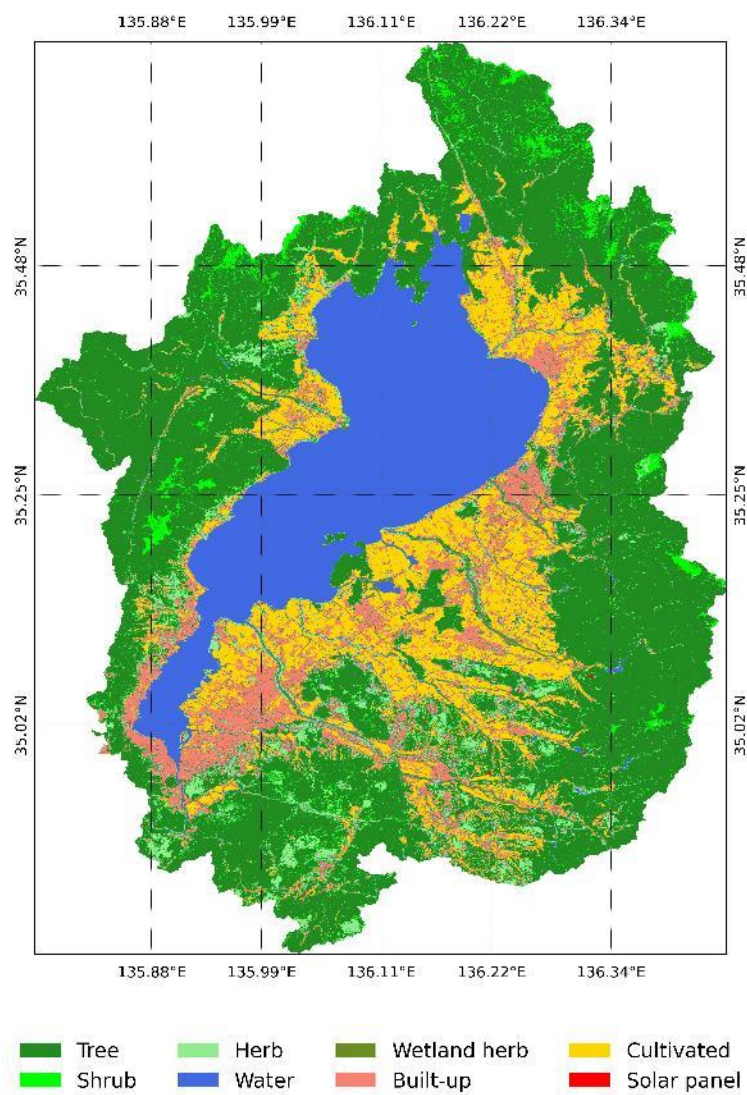 135.88°E 135.99°E 136.11°E 136.22°E 136.34°E
35.48°N 35.48°N
35.25°N 35.25°N
35.02°N 35.02°N
135.88°E 135.99°E 136.11°E 136.22°E 136.34°E
Tree Herb Wetland herb Cultivated
Shrub Water Built-up Solar panel